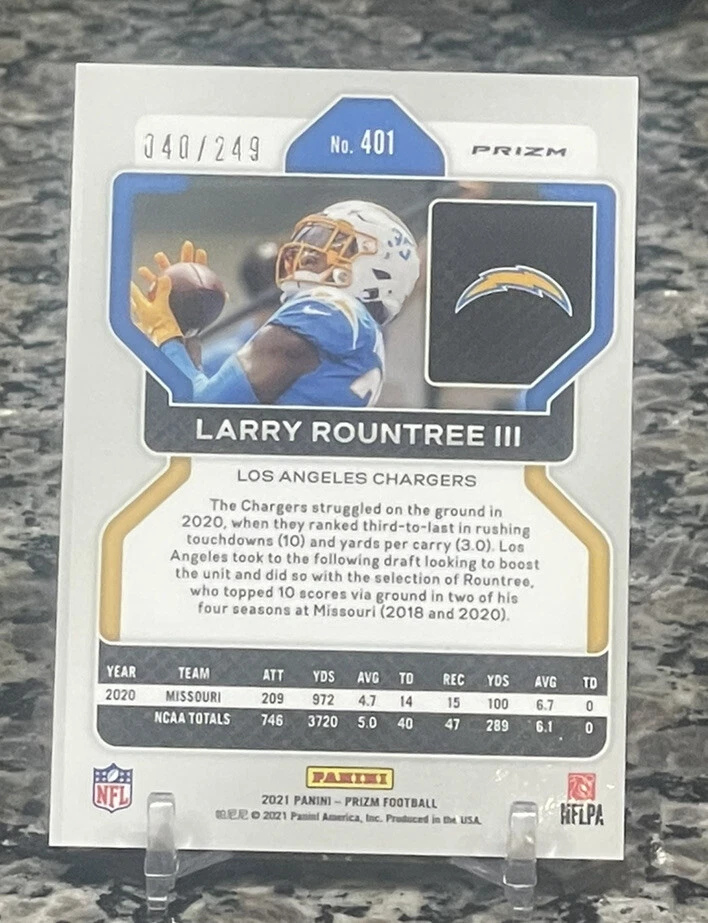 040/249
No. 401
PRIZM
35
LARRY ROUNTREE III
LOS ANGELES CHARGERS
The Chargers struggled on the ground in
2020, when they ranked third-to-last in rushing
touchdowns (10) and yards per carry (3.0). Los
Angeles took to the following draft looking to boost
the unit and did so with the selection of Rountree,
who topped 10 scores via ground in two of his
four seasons at Missouri (2018 and 2020).
YEAR TEAM ATT YDS AVG TD REC YDS AVG TD
2020 MISSOURI 209 972 4.7 14 15 100 6.7 0
NCAA TOTALS 746 3720 5.0 40 47 289 6.1 0
PANINI
NFL
2021 PANINI – PRIZM FOOTBALL
帕尼尼 © 2021 Panini America, Inc. Produced in the USA.
NFLPA